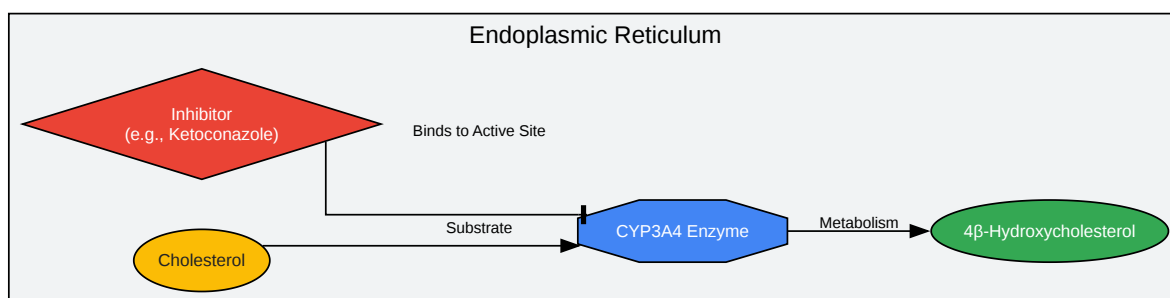 Endoplasmic Reticulum
Inhibitor
(e.g., Ketoconazole)
Binds to Active Site
Substrate
CYP3A4 Enzyme
Metabolism
4β-Hydroxycholesterol
Cholesterol